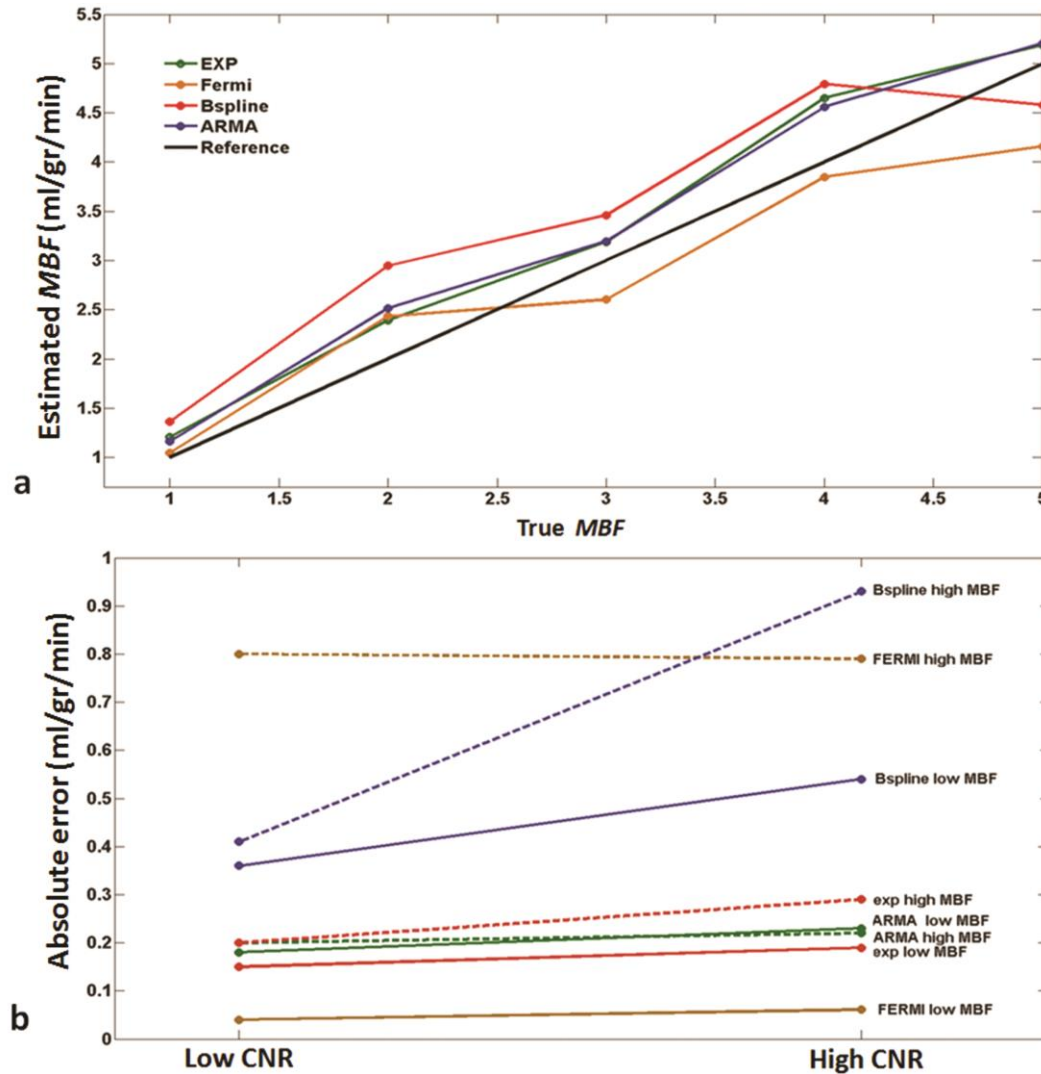 5.5
5
4.5
4
3.5
3
2.5
2
1.5
1
Estimated MBF (ml/gr/min)
EXP
Fermi
Bspline
ARMA
Reference
a
1 1.5 2 2.5 3 3.5 4 4.5 5
True MBF
1
0.9
0.8
0.7
0.6
0.5
0.4
0.3
0.2
0.1
0
Absolute error (ml/gr/min)
Bspline high MBF
FERMI high MBF
Bspline low MBF
exp high MBF
ARMA low MBF
ARMA high MBF
exp low MBF
FERMI low MBF
b
Low CNR High CNR